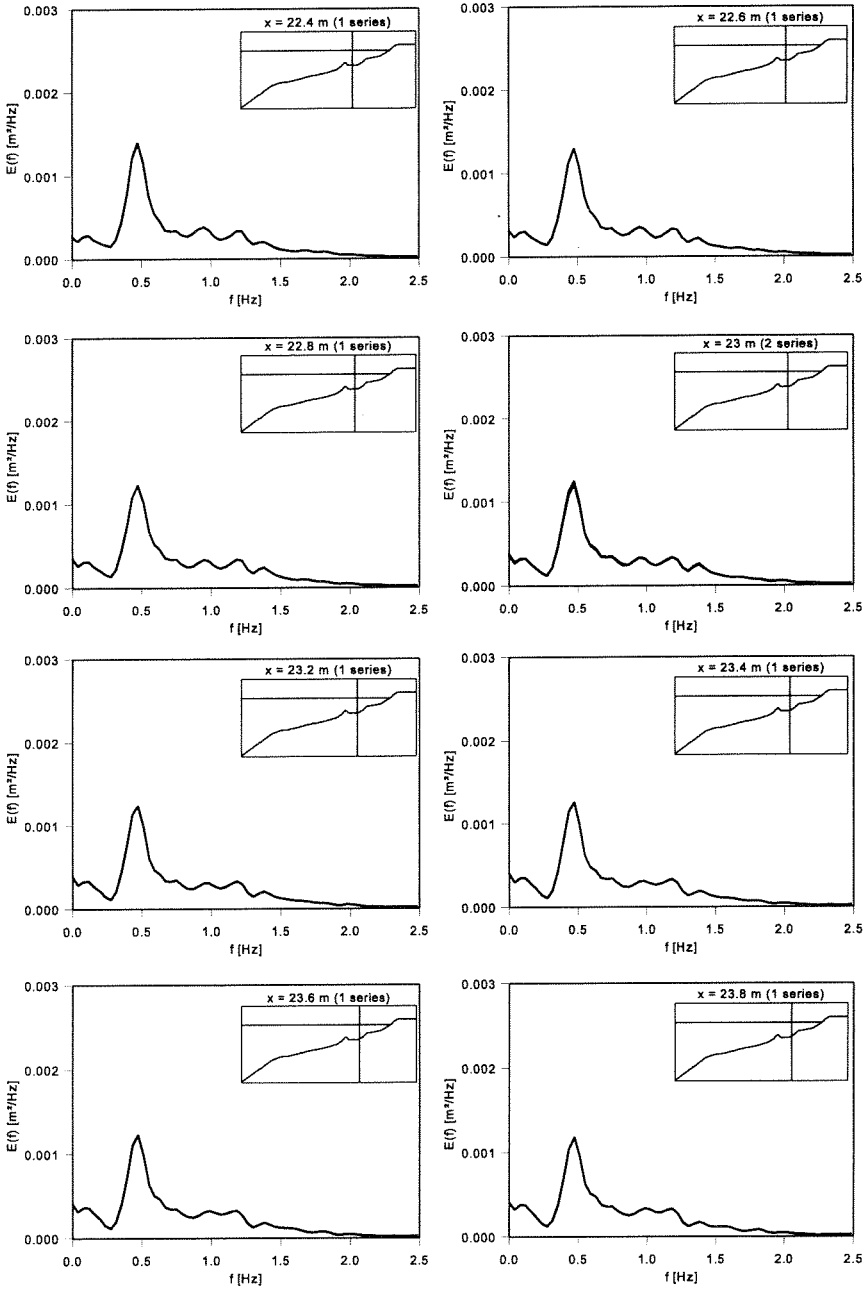 x = 22.4 m (1 series)
0.003
0.002
0.001
0.000
E(f) [m²/Hz]
0.0 0.5 1.0 1.5 2.0 2.5
f [Hz]
x = 22.6 m (1 series)
0.003
0.002
0.001
0.000
E(f) [m²/Hz]
0.0 0.5 1.0 1.5 2.0 2.5
f [Hz]
x = 22.8 m (1 series)
0.003
0.002
0.001
0.000
E(f) [m²/Hz]
0.0 0.5 1.0 1.5 2.0 2.5
f [Hz]
x = 23 m (2 series)
0.003
0.002
0.001
0.000
E(f) [m²/Hz]
0.0 0.5 1.0 1.5 2.0 2.5
f [Hz]
x = 23.2 m (1 series)
0.003
0.002
0.001
0.000
E(f) [m²/Hz]
0.0 0.5 1.0 1.5 2.0 2.5
f [Hz]
x = 23.4 m (1 series)
0.003
0.002
0.001
0.000
E(f) [m²/Hz]
0.0 0.5 1.0 1.5 2.0 2.5
f [Hz]
x = 23.6 m (1 series)
0.003
0.002
0.001
0.000
E(f) [m²/Hz]
0.0 0.5 1.0 1.5 2.0 2.5
f [Hz]
x = 23.8 m (1 series)
0.003
0.002
0.001
0.000
E(f) [m²/Hz]
0.0 0.5 1.0 1.5 2.0 2.5
f [Hz]